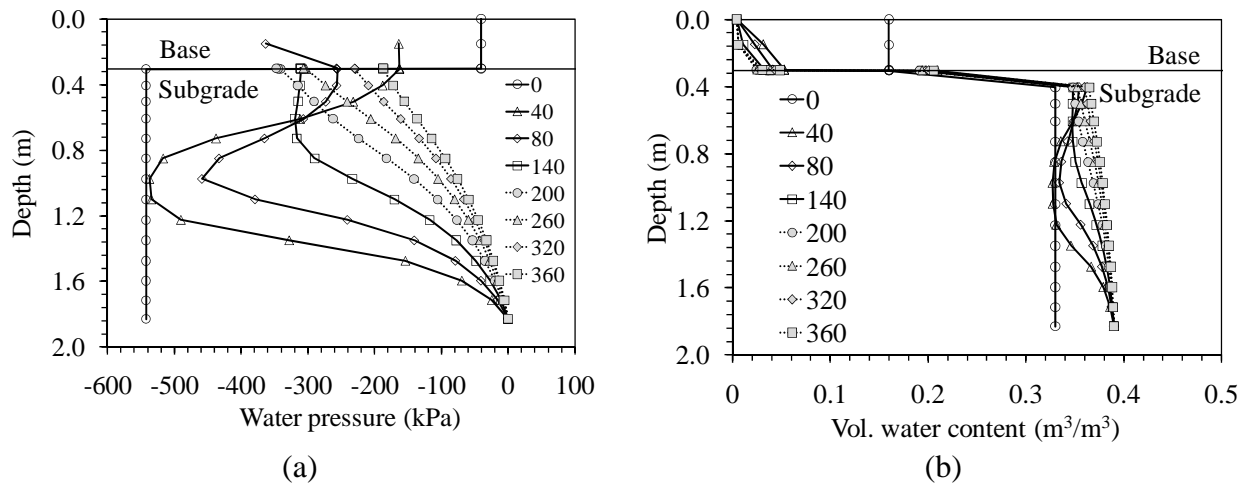 0.0
0.4
0.8
1.2
1.6
2.0
Depth (m)
Base
Subgrade
0
40
80
140
200
260
320
360
-600 -500 -400 -300 -200 -100 0 100
Water pressure (kPa)
(a)
0.0
0.4
0.8
1.2
1.6
2.0
Depth (m)
Base
Subgrade
0
40
80
140
200
260
320
360
0 0.1 0.2 0.3 0.4 0.5
Vol. water content (m³/m³)
(b)